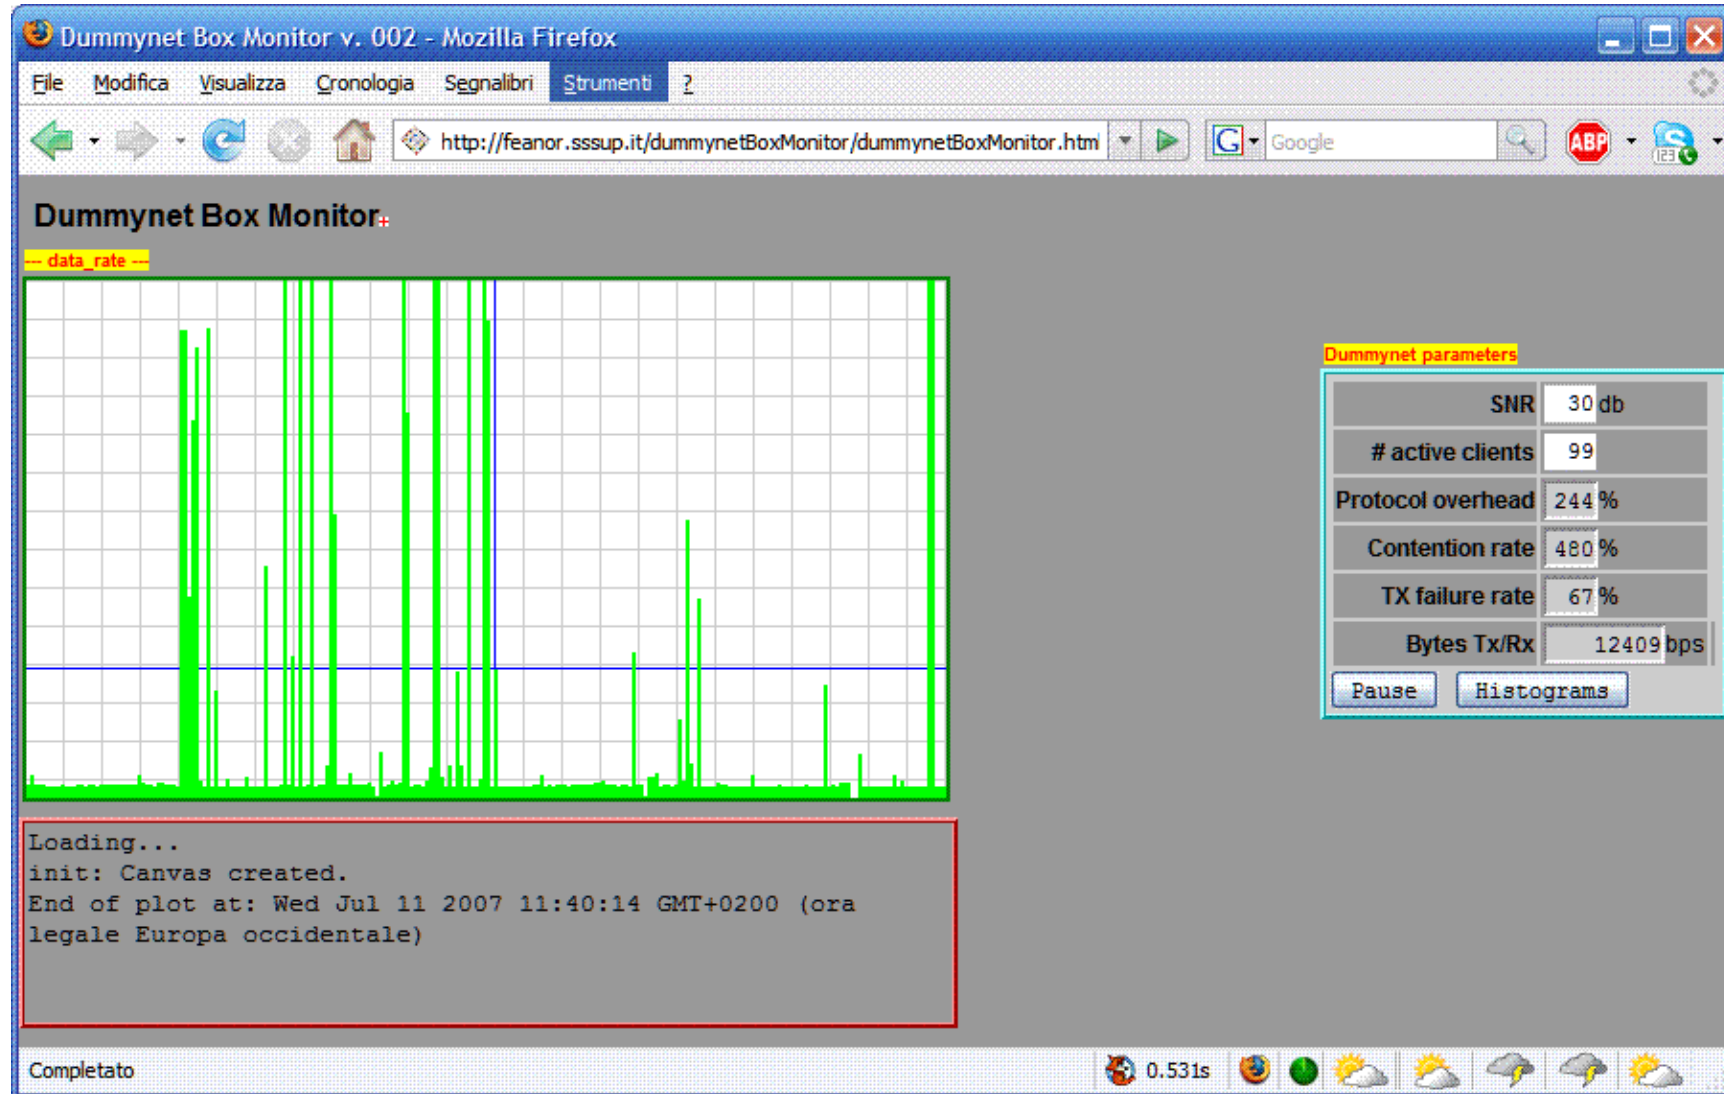 Dummynet Box Monitor v. 002 - Mozilla Firefox
File Modifica Visualizza Cronologia Segnalibri Strumenti ?
http://feanor.sssup.it/dummynetBoxMonitor/dummynetBoxMonitor.html
G Google ABP 123
Dummynet Box Monitor
--- data_rate ---
Dummynet parameters
SNR 30 db
# active clients 99
Protocol overhead 244 %
Contention rate 480 %
TX failure rate 67 %
Bytes Tx/Rx 12409 bps
Pause Histograms
Loading...
init: Canvas created.
End of plot at: Wed Jul 11 2007 11:40:14 GMT+0200 (ora
legale Europa occidentale)
Completato 0.531s